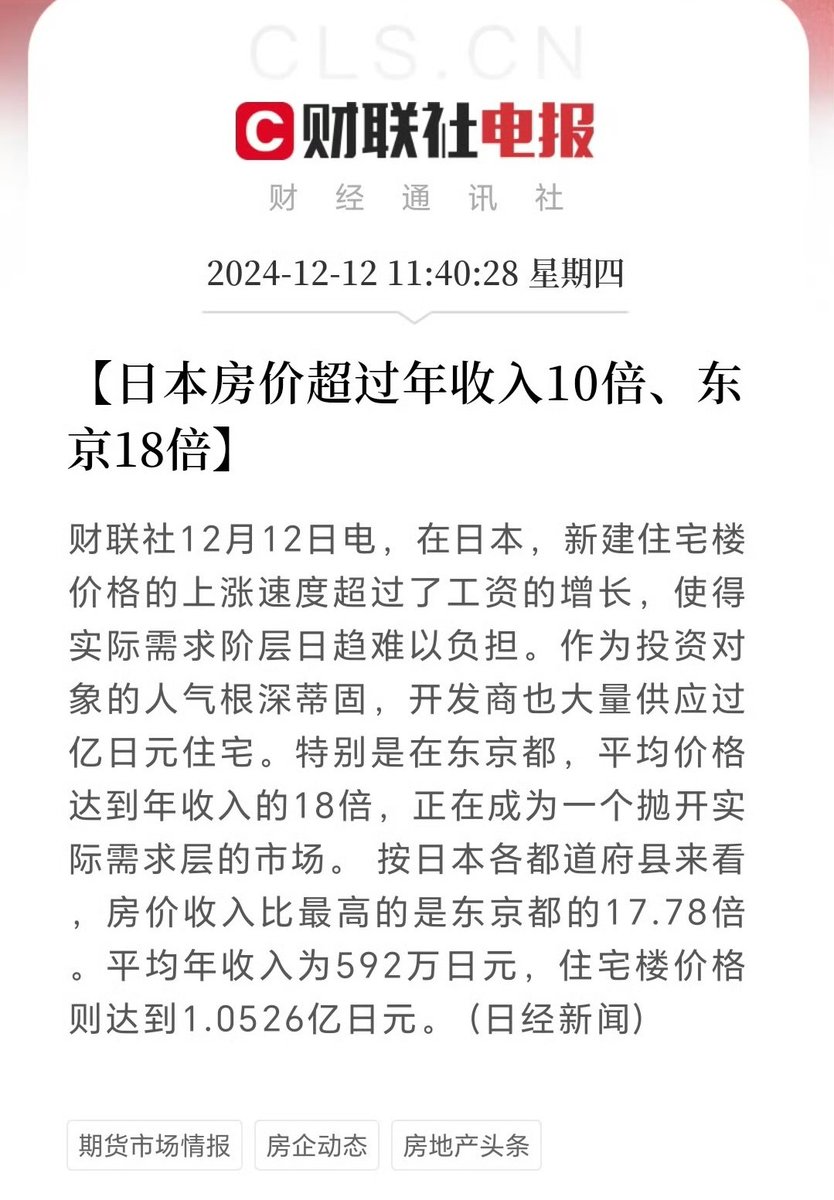 CLS.CN
C 财联社电报
财经通讯社
2024-12-12 11:40:28 星期四
【日本房价超过年收入10倍、东
京18倍】
财联社12月12日电，在日本，新建住宅楼
价格的上涨速度超过了工资的增长，使得
实际需求阶层日趋难以负担。作为投资对
象的人气根深蒂固，开发商也大量供应过
亿日元住宅。特别是在东京都，平均价格
达到年收入的18倍，正在成为一个抛开实
际需求层的市场。 按日本各都道府县来看
，房价收入比最高的是东京都的17.78倍
。平均年收入为592万日元，住宅楼价格
则达到1.0526亿日元。 (日经新闻)
期货市场情报 房企动态 房地产头条